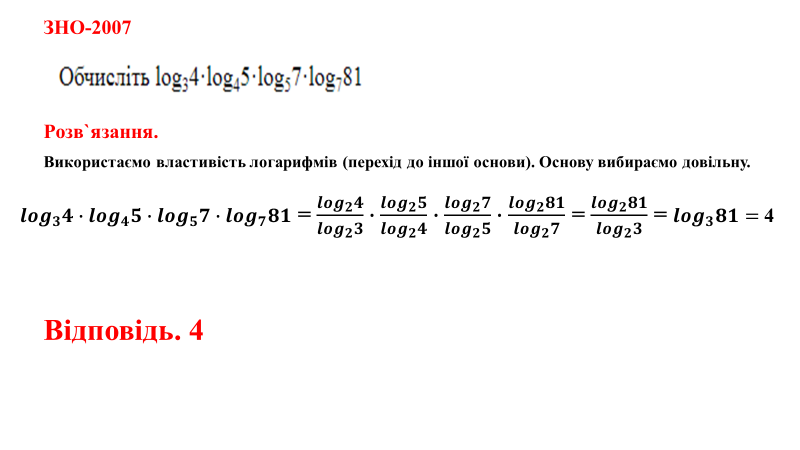 ЗНО-2007
Обчисліть log₃4·log₄5·log₅7·log₇81
Розв`язання.
Використаємо властивість логарифмів (перехід до іншої основи). Основу вибираємо довільну.
log₃4 · log₄5 · log₅7 · log₇81 = log₂4/log₂3 · log₂5/log₂4 · log₂7/log₂5 · log₂81/log₂7 = log₂81/log₂3 = log₃81 = 4
Відповідь. 4